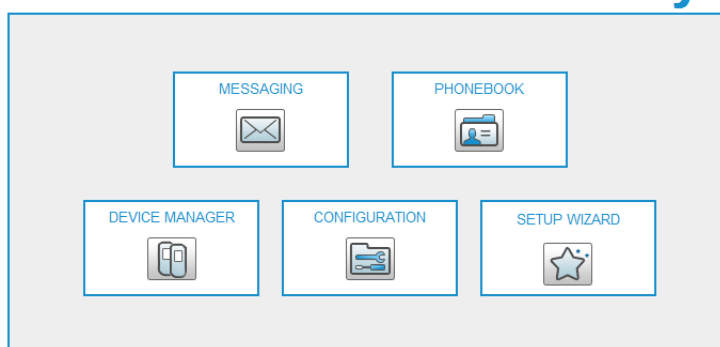 MESSAGING
PHONEBOOK
DEVICE MANAGER
CONFIGURATION
SETUP WIZARD